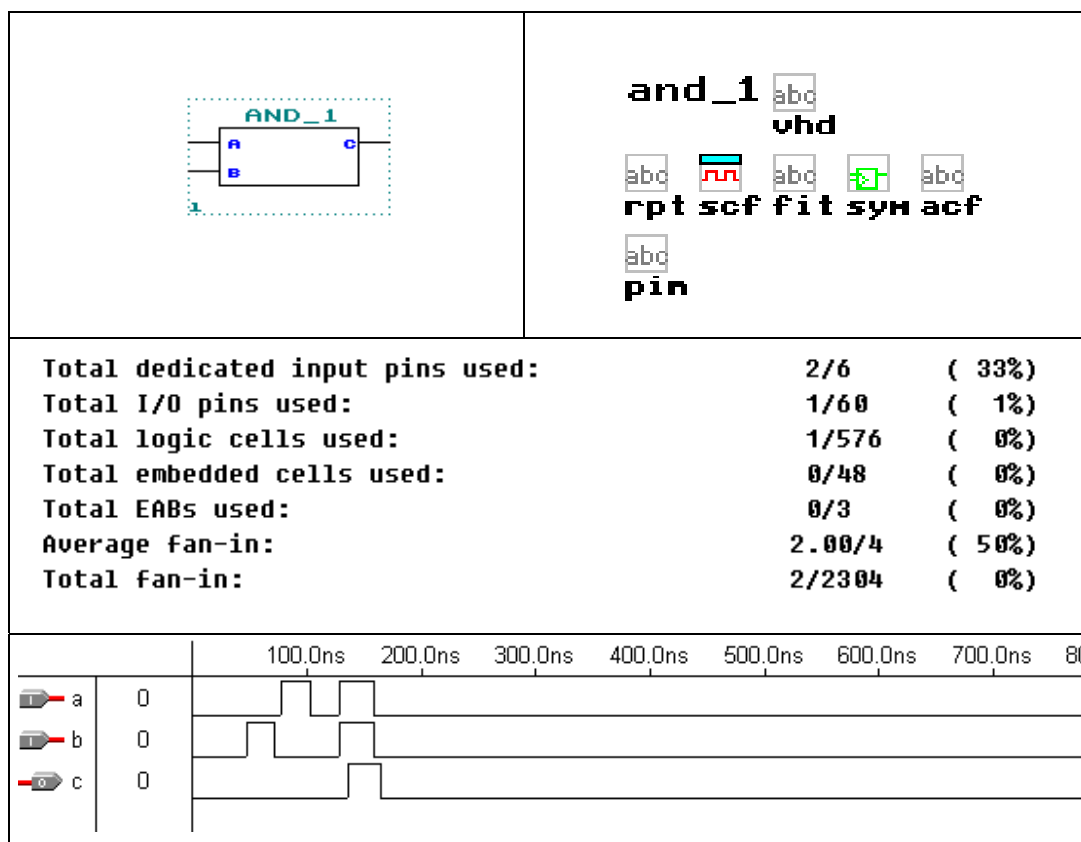 AND_1
A C
B
1
and_1 abc
vhd
abc abc abc
rpt scf fit sym acf
abc
pin
Total dedicated input pins used: 2/6 ( 33%)
Total I/O pins used: 1/60 ( 1%)
Total logic cells used: 1/576 ( 0%)
Total embedded cells used: 0/48 ( 0%)
Total EABs used: 0/3 ( 0%)
Average fan-in: 2.00/4 ( 50%)
Total fan-in: 2/2304 ( 0%)
100.0ns 200.0ns 300.0ns 400.0ns 500.0ns 600.0ns 700.0ns 80
I a 0
I b 0
O c 0